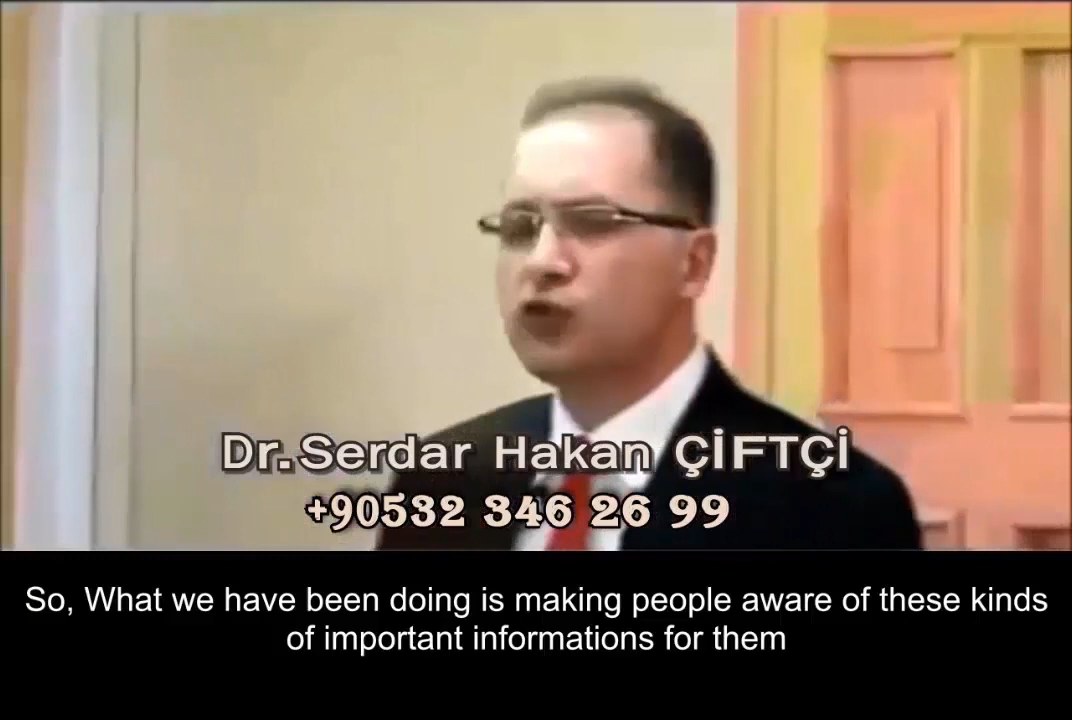 Dr.Serdar Hakan ÇİFTÇİ
+90532 346 26 99
So, What we have been doing is making people aware of these kinds
of important informations for them